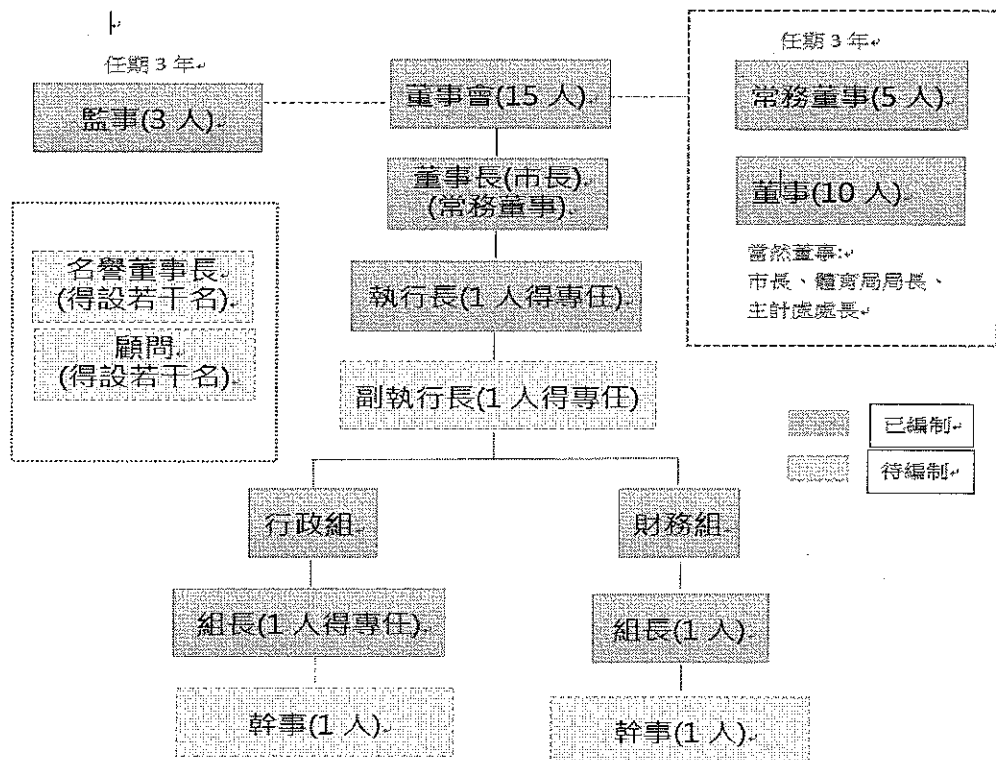 任期 3 年
監事(3 人)
董事會(15 人)
任期 3 年
常務董事(5 人)
董事(10 人)
當然董事:
市長、體育局局長、
主計處處長
董事長(市長)
(常務董事)
名譽董事長
(得設若干名)
顧問
(得設若干名)
執行長(1 人得專任)
副執行長(1 人得專任)
已編制
待編制
行政組
財務組
組長(1 人得專任)
組長(1 人)
幹事(1 人)
幹事(1 人)